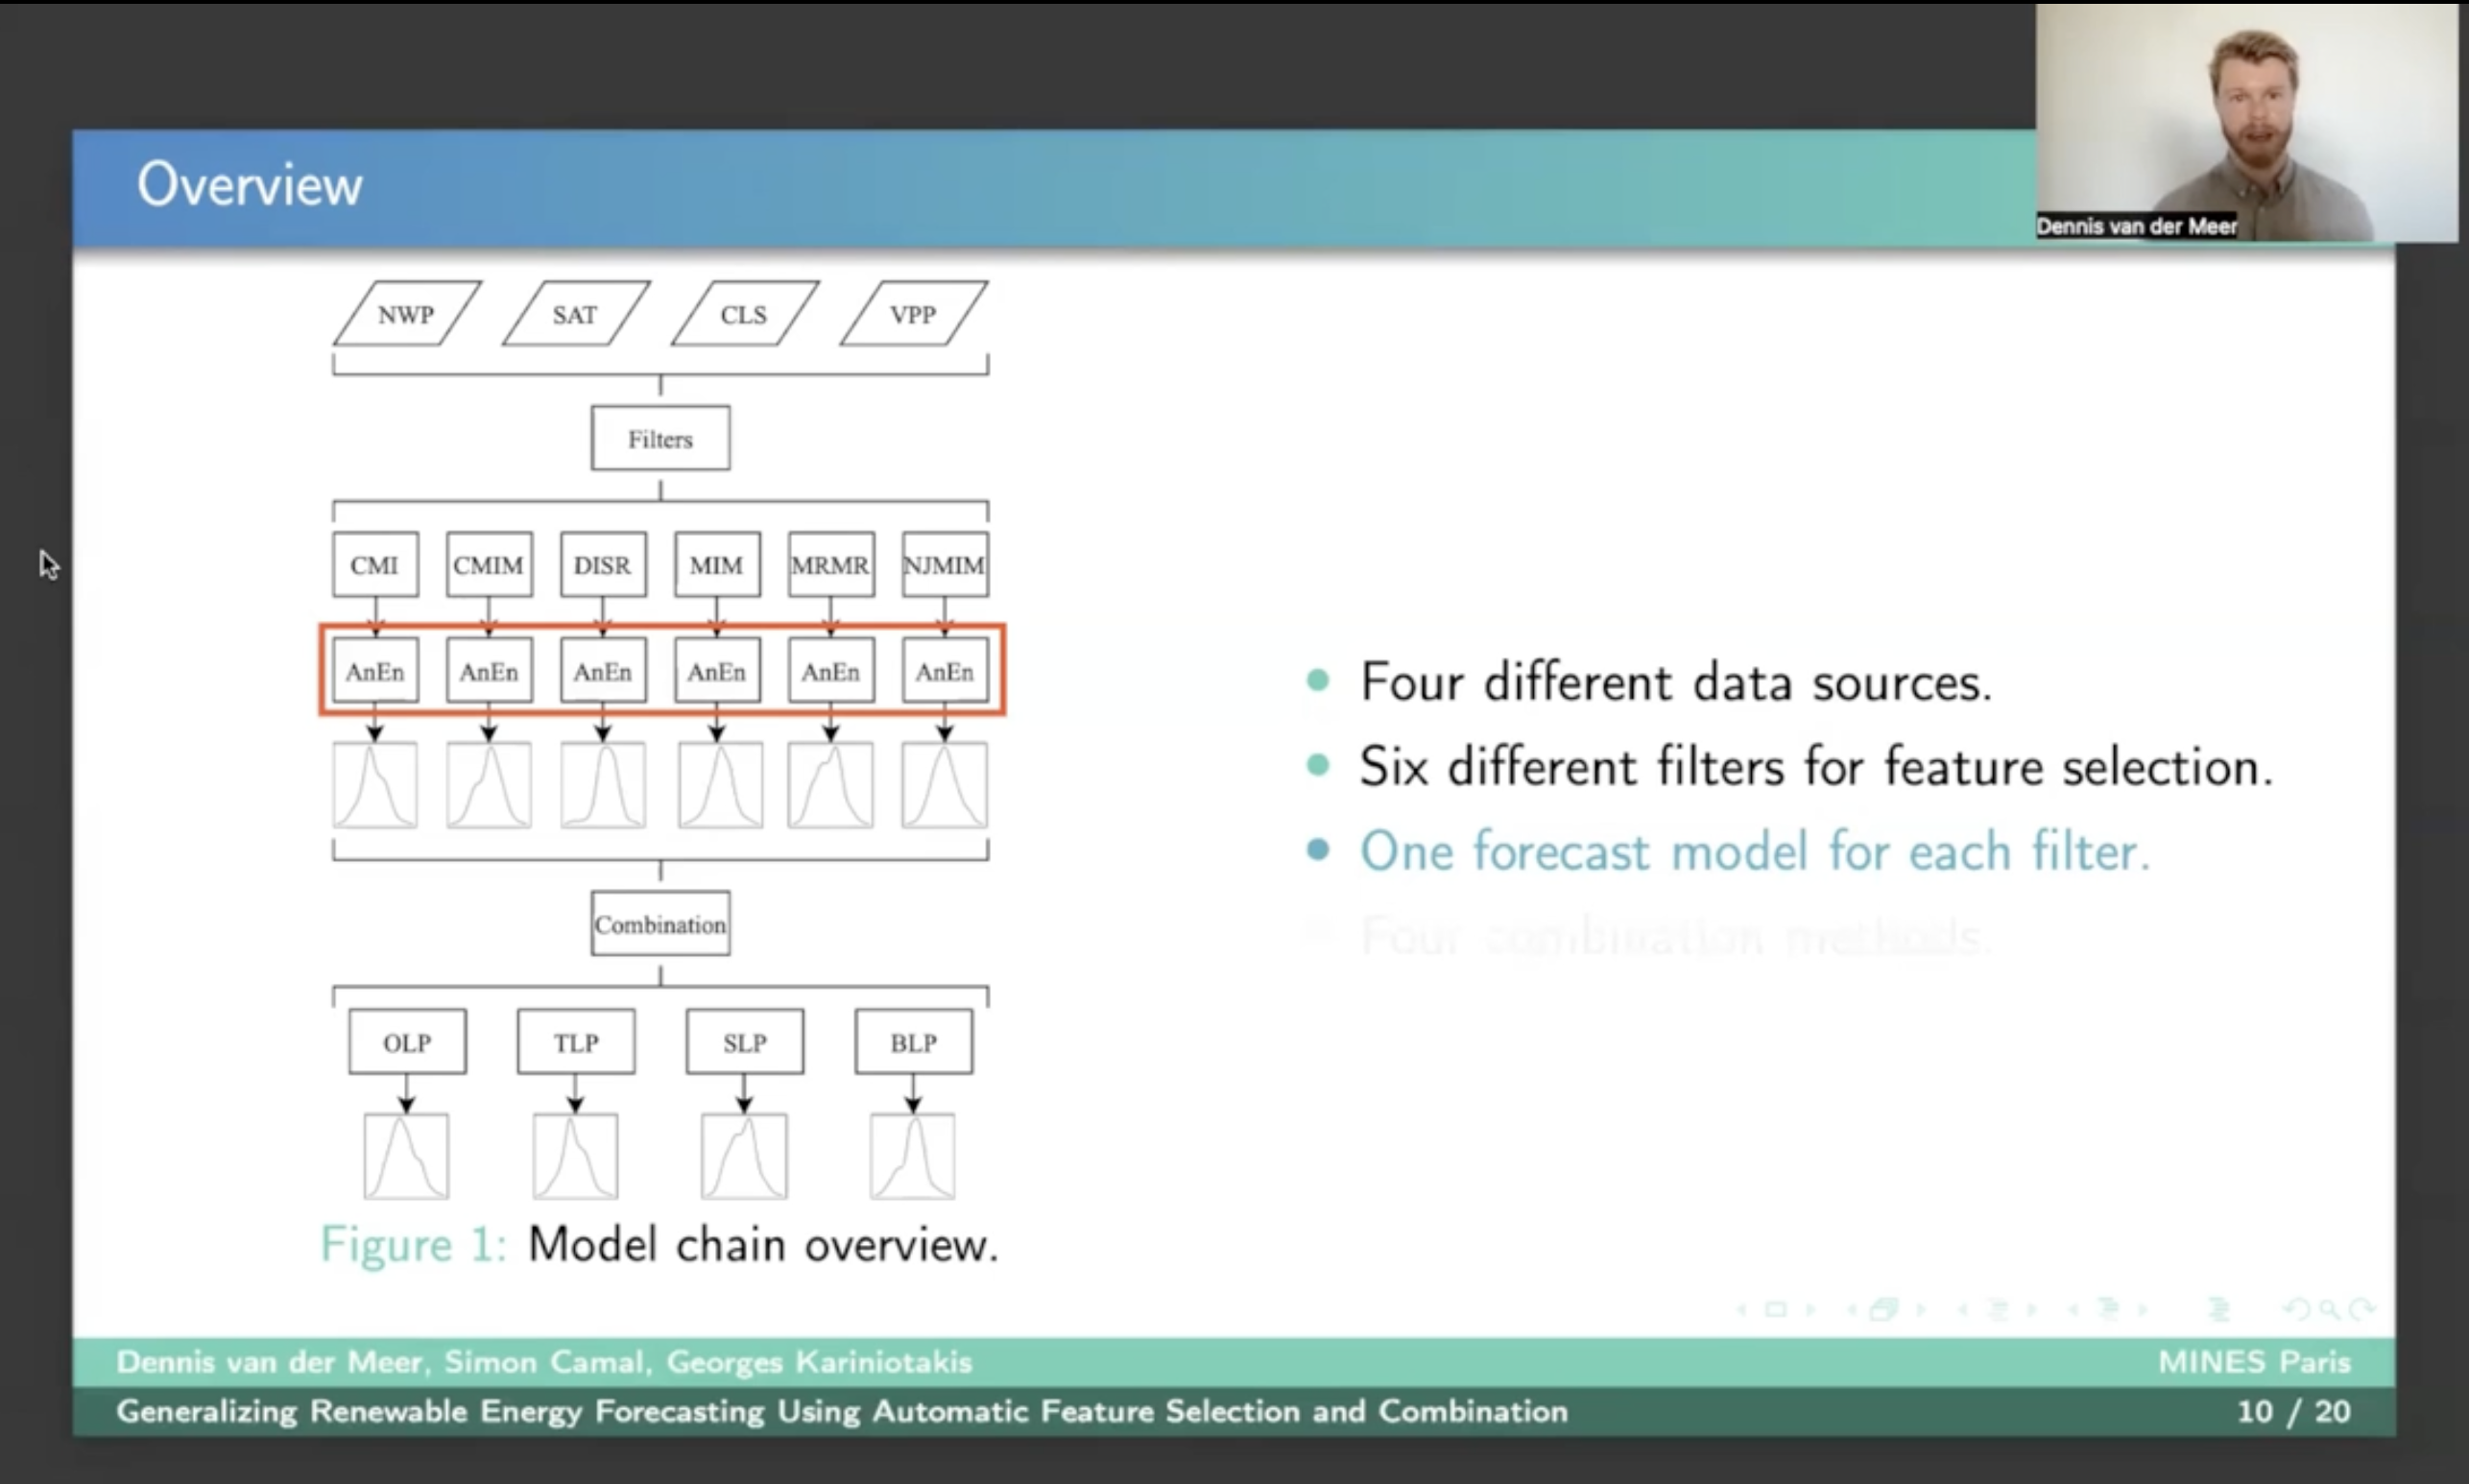 Overview
Dennis van der Meer
NWP SAT CLS VPP
Filters
CMI CMIM DISR MIM MRMR NJMIM
AnEn AnEn AnEn AnEn AnEn AnEn
Combination
OLP TLP SLP BLP
Figure 1: Model chain overview.
• Four different data sources.
• Six different filters for feature selection.
• One forecast model for each filter.
• Four combination methods.
Dennis van der Meer, Simon Camal, Georges Kariniotakis MINES Paris
Generalizing Renewable Energy Forecasting Using Automatic Feature Selection and Combination 10 / 20